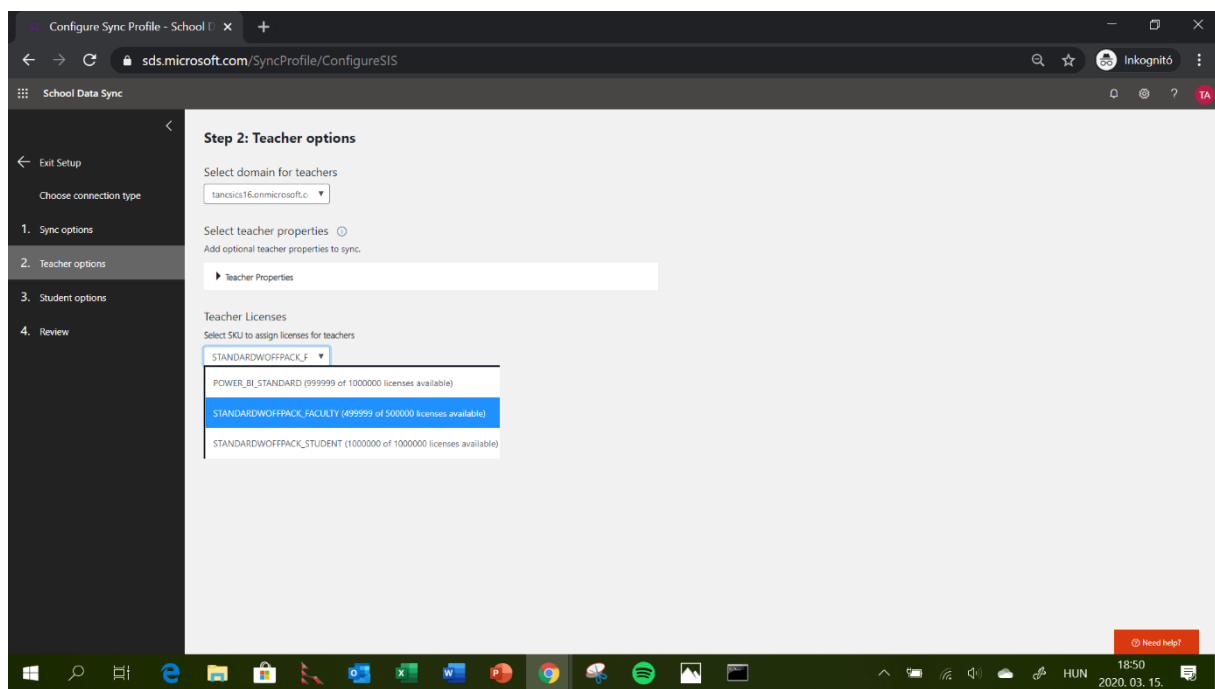 Configure Sync Profile - School D
sds.microsoft.com/SyncProfile/ConfigureSIS
Inkognitó
School Data Sync
TA
Exit Setup
Choose connection type
1. Sync options
2. Teacher options
3. Student options
4. Review
Step 2: Teacher options
Select domain for teachers
tancsics16.onmicrosoft.c
Select teacher properties
Add optional teacher properties to sync.
Teacher Properties
Teacher Licenses
Select SKU to assign licenses for teachers
STANDARDWOFFPACK_F
POWER_BI_STANDARD (999999 of 1000000 licenses available)
STANDARDWOFFPACK_FACULTY (499999 of 500000 licenses available)
STANDARDWOFFPACK_STUDENT (1000000 of 1000000 licenses available)
Need help?
HUN
18:50
2020. 03. 15.